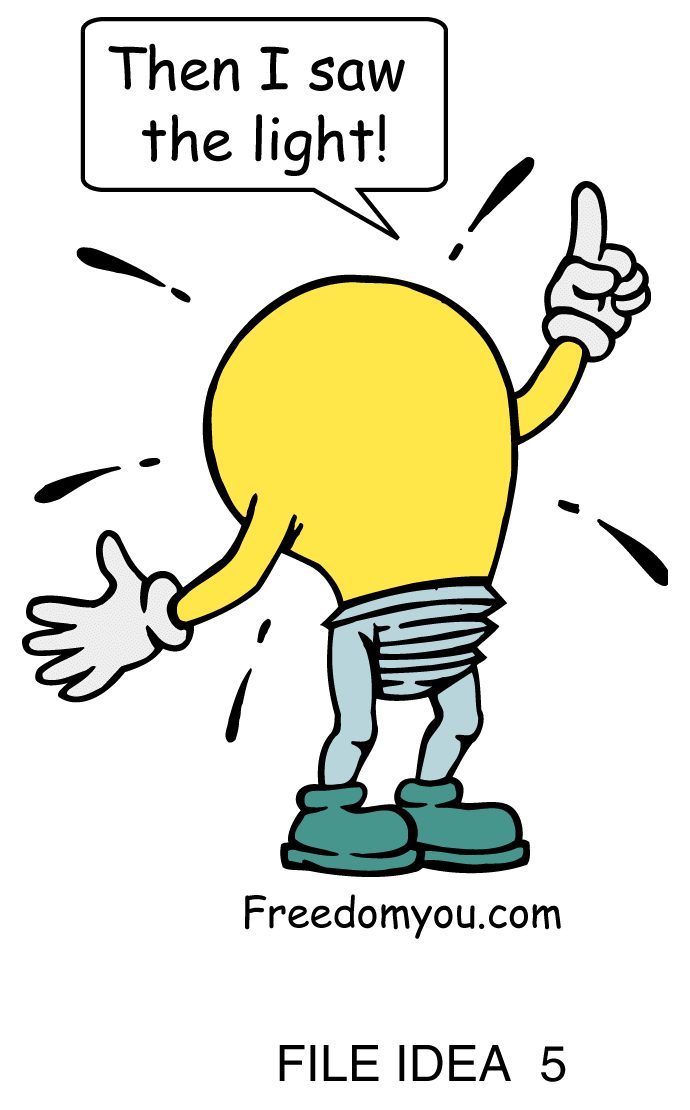 Then I saw
the light!
Freedomyou.com
FILE IDEA  5